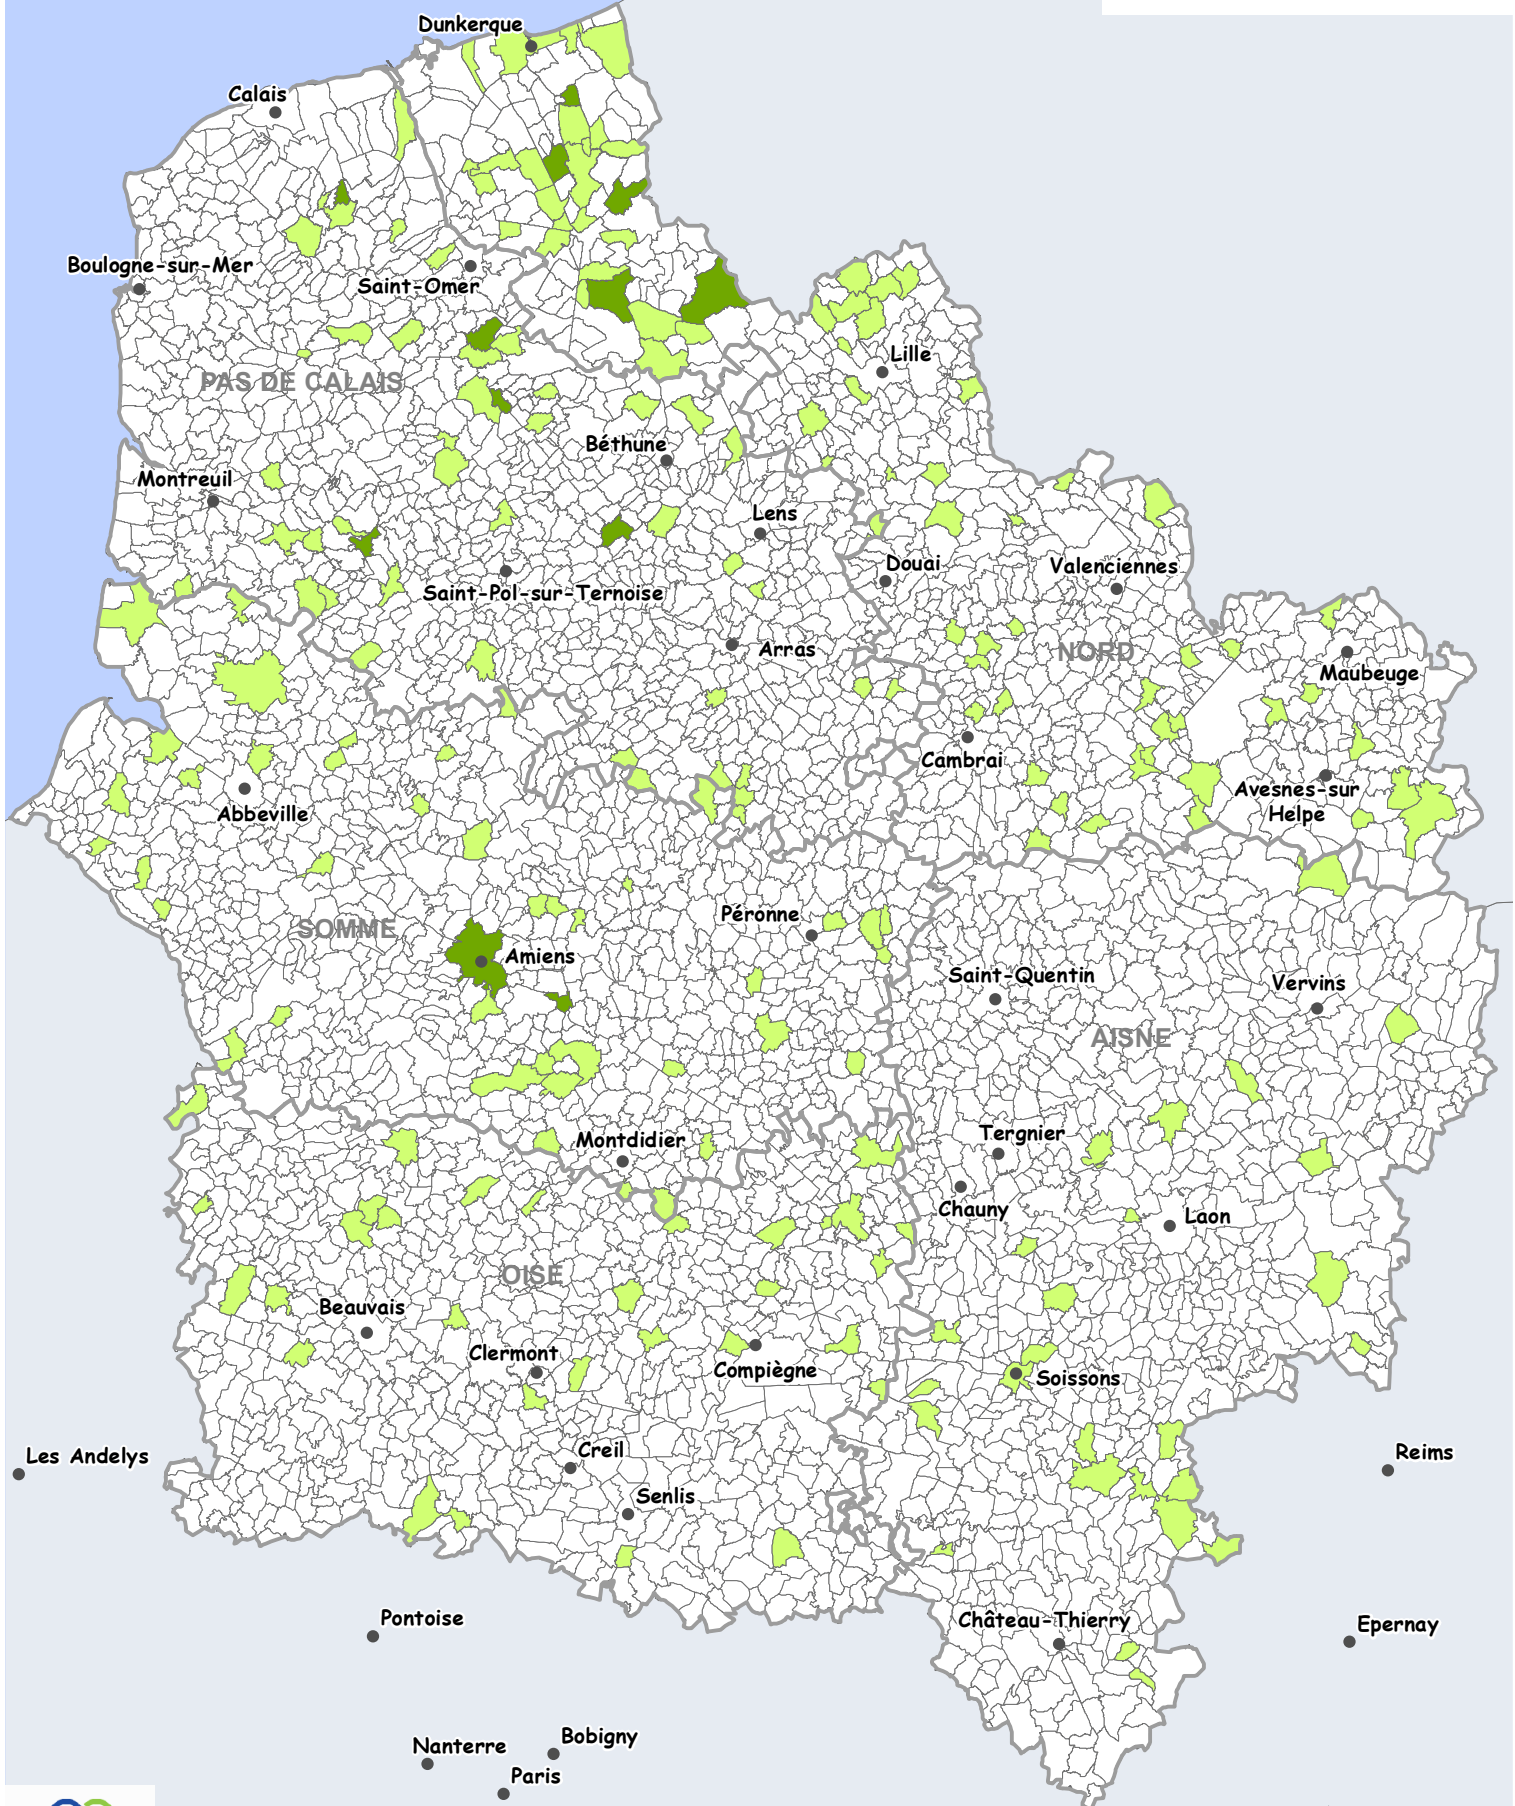 Dunkerque
Calais
Boulogne-sur-Mer
Saint-Omer
Lille
PAS DE CALAIS
Béthune
Montreuil
Lens
Douai
Valenciennes
Saint-Pol-sur-Ternoise
Arras
NORD
Maubeuge
Cambrai
Avesnes-sur
Helpe
Abbeville
Péronne
SOMME
Amiens
Saint-Quentin
Vervins
AISNE
Montdidier
Tergnier
Chauny
Laon
OISE
Beauvais
Clermont
Compiègne
Soissons
Les Andelys
Creil
Reims
Senlis
Pontoise
Château-Thierry
Epernay
Nanterre
Bobigny
Paris